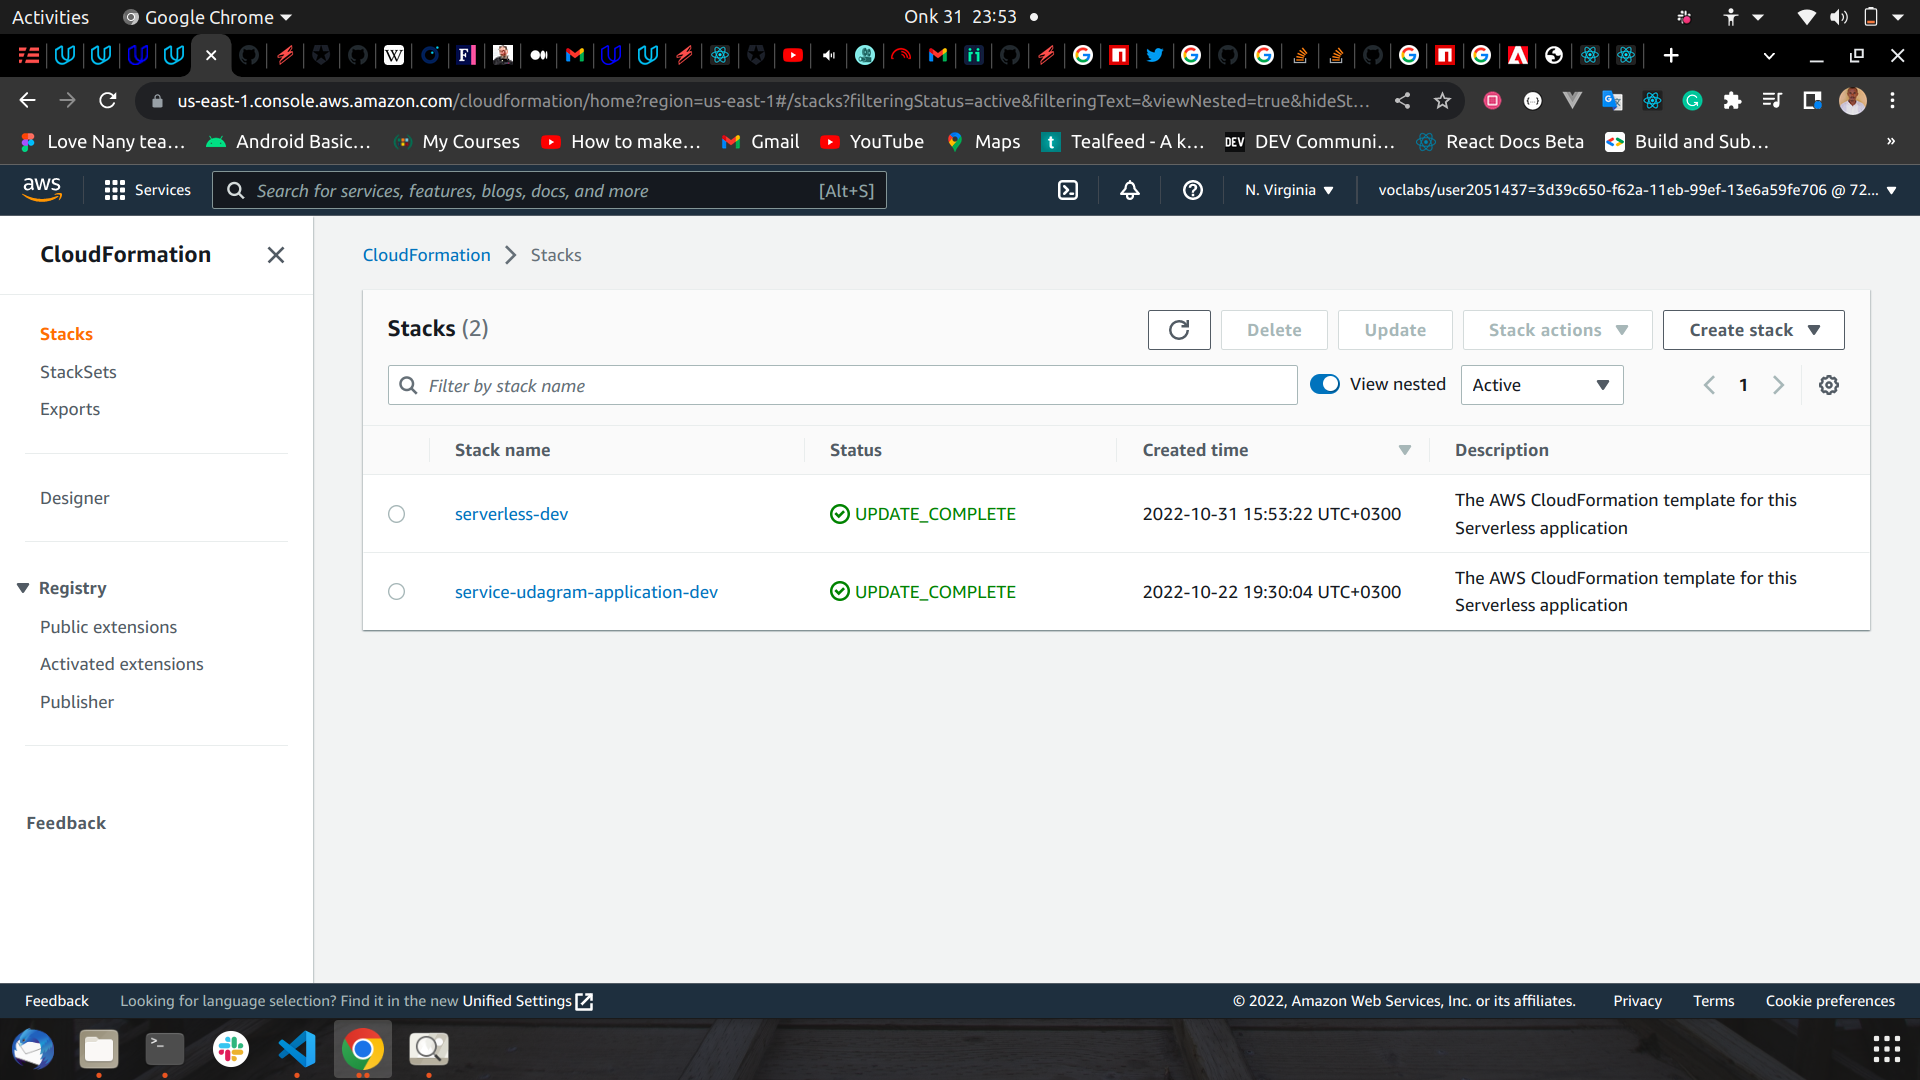 Activities
Google Chrome
Onk 31 23:53
us-east-1.console.aws.amazon.com/cloudformation/home?region=us-east-1#/stacks?filteringStatus=active&filteringText=&viewNested=true&hideSt...
Love Nany tea...
Android Basic...
My Courses
How to make...
Gmail
YouTube
Maps
Tealfeed - A k...
DEV Communi...
React Docs Beta
Build and Sub...
»
aws
Services
Search for services, features, blogs, docs, and more
[Alt+S]
N. Virginia
voclabs/user2051437=3d39c650-f62a-11eb-99ef-13e6a59fe706 @ 72...
CloudFormation
Stacks
StackSets
Exports
Designer
Registry
Public extensions
Activated extensions
Publisher
Feedback
CloudFormation
Stacks
Stacks (2)
Delete
Update
Stack actions
Create stack
Filter by stack name
View nested
Active
1
Stack name
Status
Created time
Description
serverless-dev
UPDATE_COMPLETE
2022-10-31 15:53:22 UTC+0300
The AWS CloudFormation template for this
Serverless application
service-udagram-application-dev
UPDATE_COMPLETE
2022-10-22 19:30:04 UTC+0300
The AWS CloudFormation template for this
Serverless application
Feedback
Looking for language selection? Find it in the new Unified Settings
© 2022, Amazon Web Services, Inc. or its affiliates.
Privacy
Terms
Cookie preferences